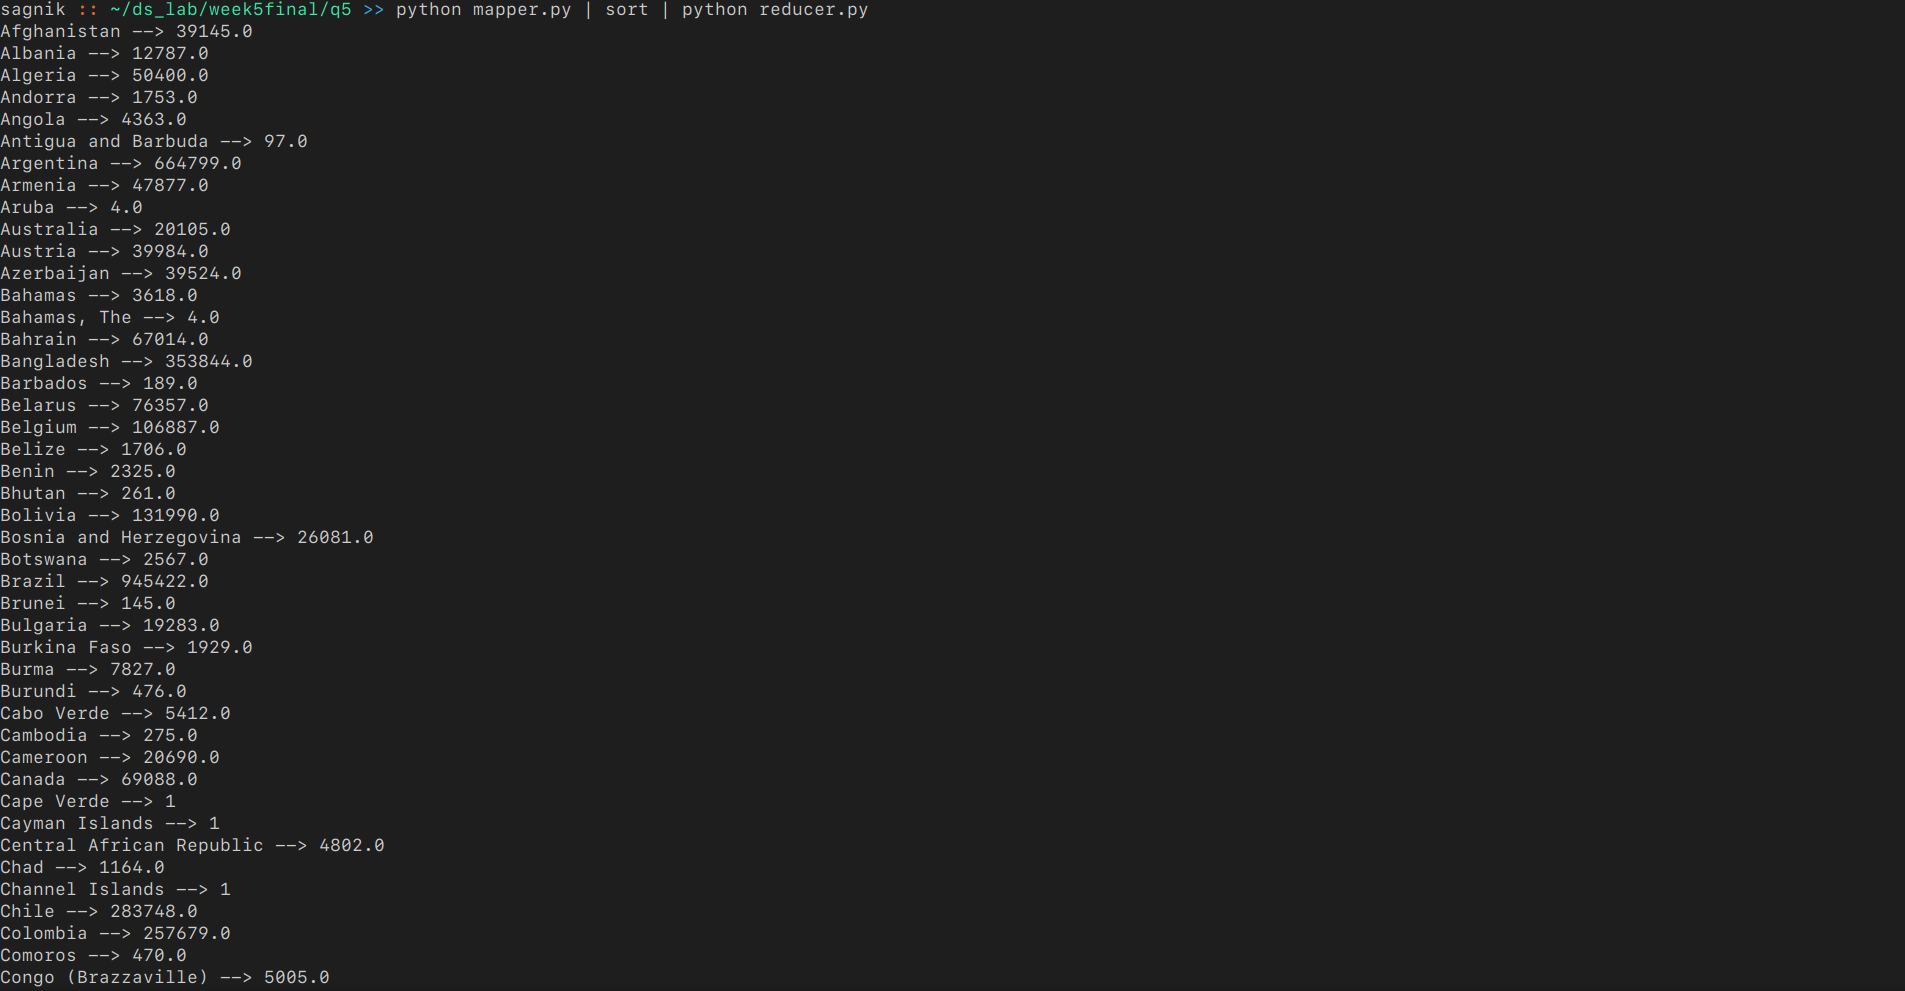 sagnik :: ~/ds_lab/week5final/q5 >> python mapper.py | sort | python reducer.py
Afghanistan --> 39145.0
Albania --> 12787.0
Algeria --> 50400.0
Andorra --> 1753.0
Angola --> 4363.0
Antigua and Barbuda --> 97.0
Argentina --> 664799.0
Armenia --> 47877.0
Aruba --> 4.0
Australia --> 20105.0
Austria --> 39984.0
Azerbaijan --> 39524.0
Bahamas --> 3618.0
Bahamas, The --> 4.0
Bahrain --> 67014.0
Bangladesh --> 353844.0
Barbados --> 189.0
Belarus --> 76357.0
Belgium --> 106887.0
Belize --> 1706.0
Benin --> 2325.0
Bhutan --> 261.0
Bolivia --> 131990.0
Bosnia and Herzegovina --> 26081.0
Botswana --> 2567.0
Brazil --> 945422.0
Brunei --> 145.0
Bulgaria --> 19283.0
Burkina Faso --> 1929.0
Burma --> 7827.0
Burundi --> 476.0
Cabo Verde --> 5412.0
Cambodia --> 275.0
Cameroon --> 20690.0
Canada --> 69088.0
Cape Verde --> 1
Cayman Islands --> 1
Central African Republic --> 4802.0
Chad --> 1164.0
Channel Islands --> 1
Chile --> 283748.0
Colombia --> 257679.0
Comoros --> 470.0
Congo (Brazzaville) --> 5005.0